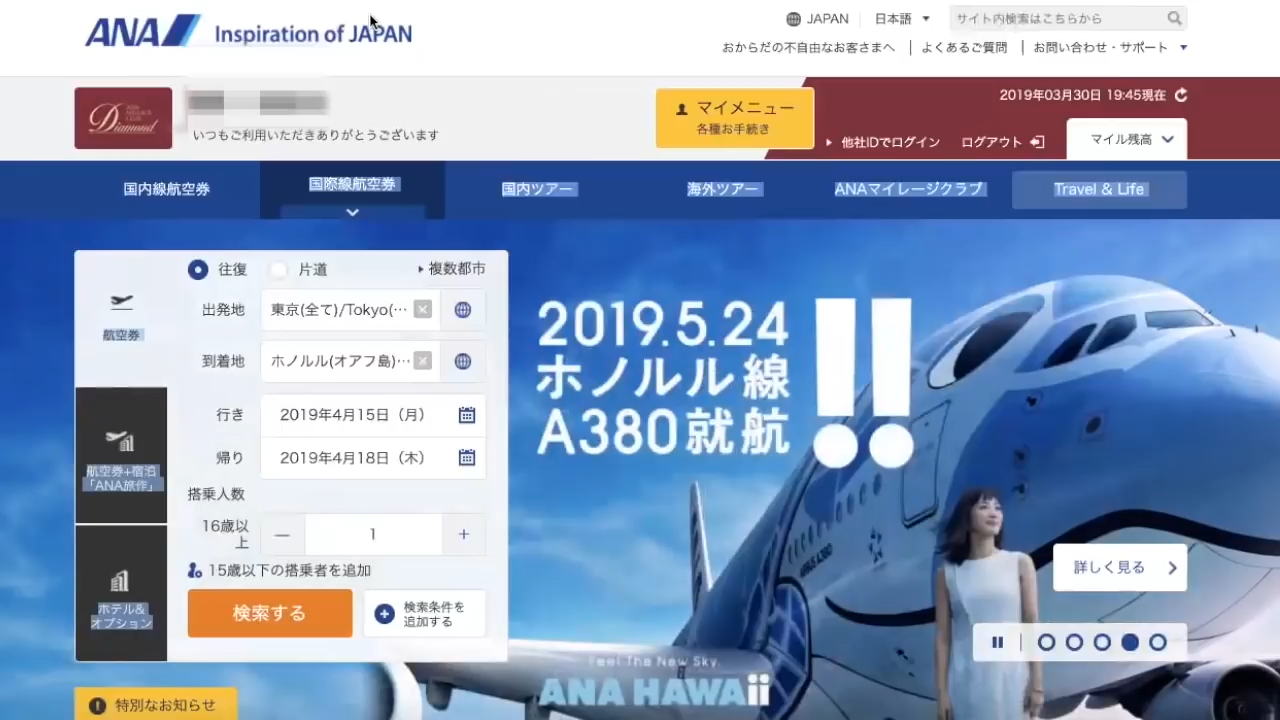 ANA Inspiration of JAPAN
JAPAN
日本語
サイト内検索はこちらから
おからだの不自由なお客さまへ
よくあるご質問
お問い合わせ・サポート
Diamond
いつもご利用いただきありがとうございます
マイメニュー
各種お手続き
2019年03月30日 19:45現在
他社IDでログイン
ログアウト
マイル残高
国内線航空券
国際線航空券
国内ツアー
海外ツアー
ANAマイレージクラブ
Travel & Life
航空券
航空券+宿泊
「ANA旅作」
ホテル&
オプション
往復
片道
複数都市
出発地
東京(全て)/Tokyo(…
到着地
ホノルル(オアフ島)…
行き
2019年4月15日（月）
帰り
2019年4月18日（木）
搭乗人数
16歳以
上
1
15歳以下の搭乗者を追加
検索する
検索条件を
追加する
2019.5.24
ホノルル線
A380就航
!!
詳しく見る
Feel The New Sky.
ANA HAWAii
特別なお知らせ